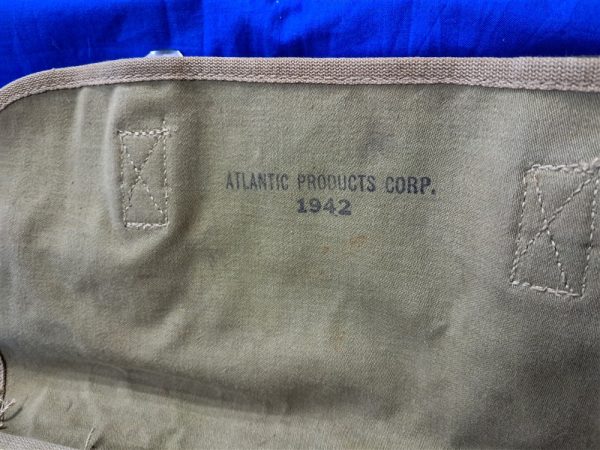 ATLANTIC PRODUCTS CORP.
1942